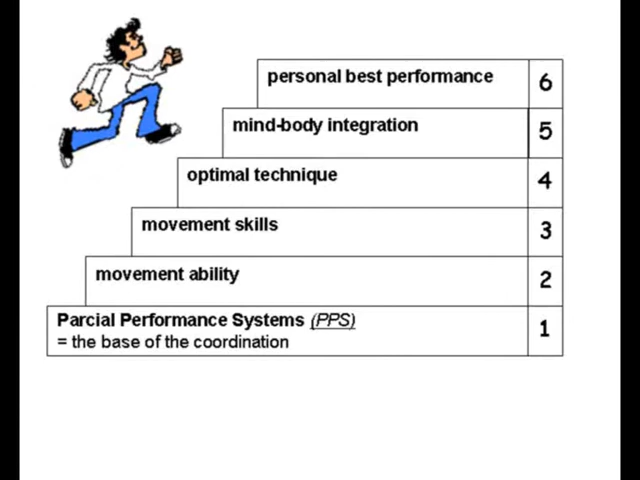 personal best performance 6
mind-body integration 5
optimal technique 4
movement skills 3
movement ability 2
Parcial Performance Systems (PPS) 1
= the base of the coordination